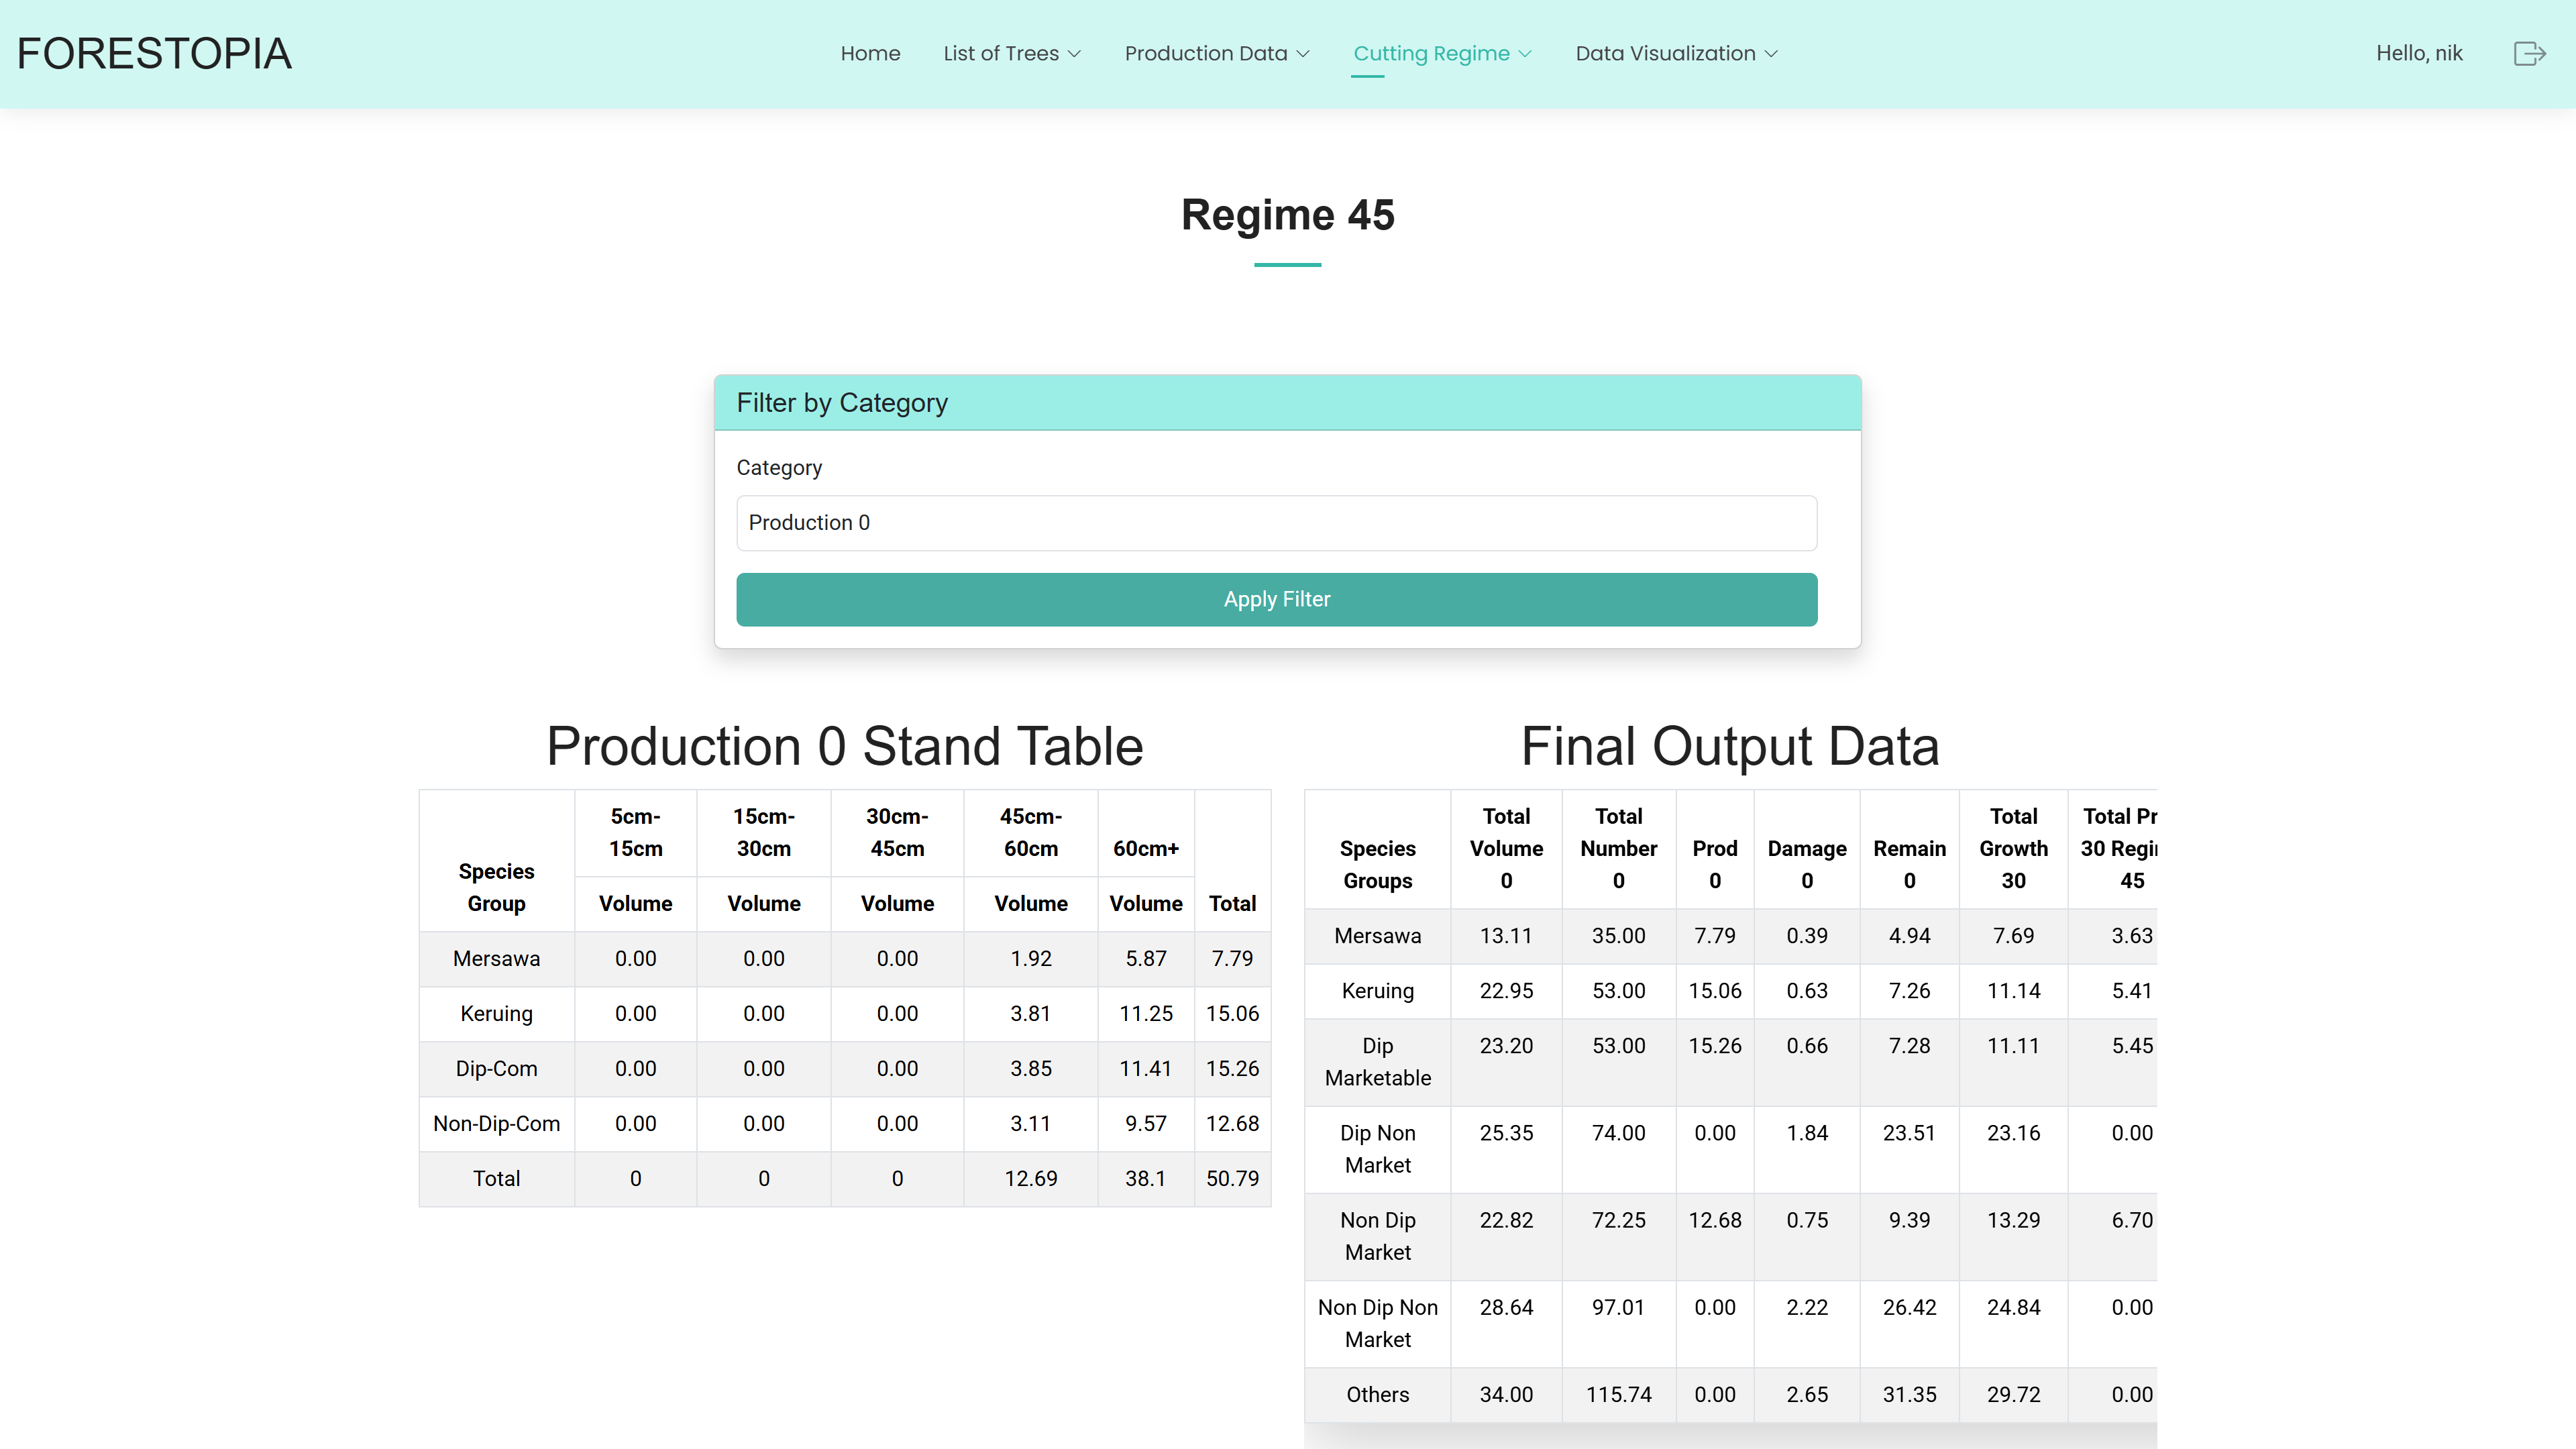 FORESTOPIA
Home List of Trees Production Data Cutting Regime Data Visualization
Hello, nik
Regime 45
Filter by Category
Category
Production 0
Apply Filter
Production 0 Stand Table
Species Group 5cm-15cm 15cm-30cm 30cm-45cm 45cm-60cm 60cm+ Total
Volume Volume Volume Volume Volume
Mersawa 0.00 0.00 0.00 1.92 5.87 7.79
Keruing 0.00 0.00 0.00 3.81 11.25 15.06
Dip-Com 0.00 0.00 0.00 3.85 11.41 15.26
Non-Dip-Com 0.00 0.00 0.00 3.11 9.57 12.68
Total 0 0 0 12.69 38.1 50.79
Final Output Data
Species Groups Total Volume 0 Total Number 0 Prod 0 Damage 0 Remain 0 Total Growth 30 Total 30 45
Mersawa 13.11 35.00 7.79 0.39 4.94 7.69 3.63
Keruing 22.95 53.00 15.06 0.63 7.26 11.14 5.41
Dip Marketable 23.20 53.00 15.26 0.66 7.28 11.11 5.45
Dip Non Market 25.35 74.00 0.00 1.84 23.51 23.16 0.00
Non Dip Market 22.82 72.25 12.68 0.75 9.39 13.29 6.70
Non Dip Non Market 28.64 97.01 0.00 2.22 26.42 24.84 0.00
Others 34.00 115.74 0.00 2.65 31.35 29.72 0.00